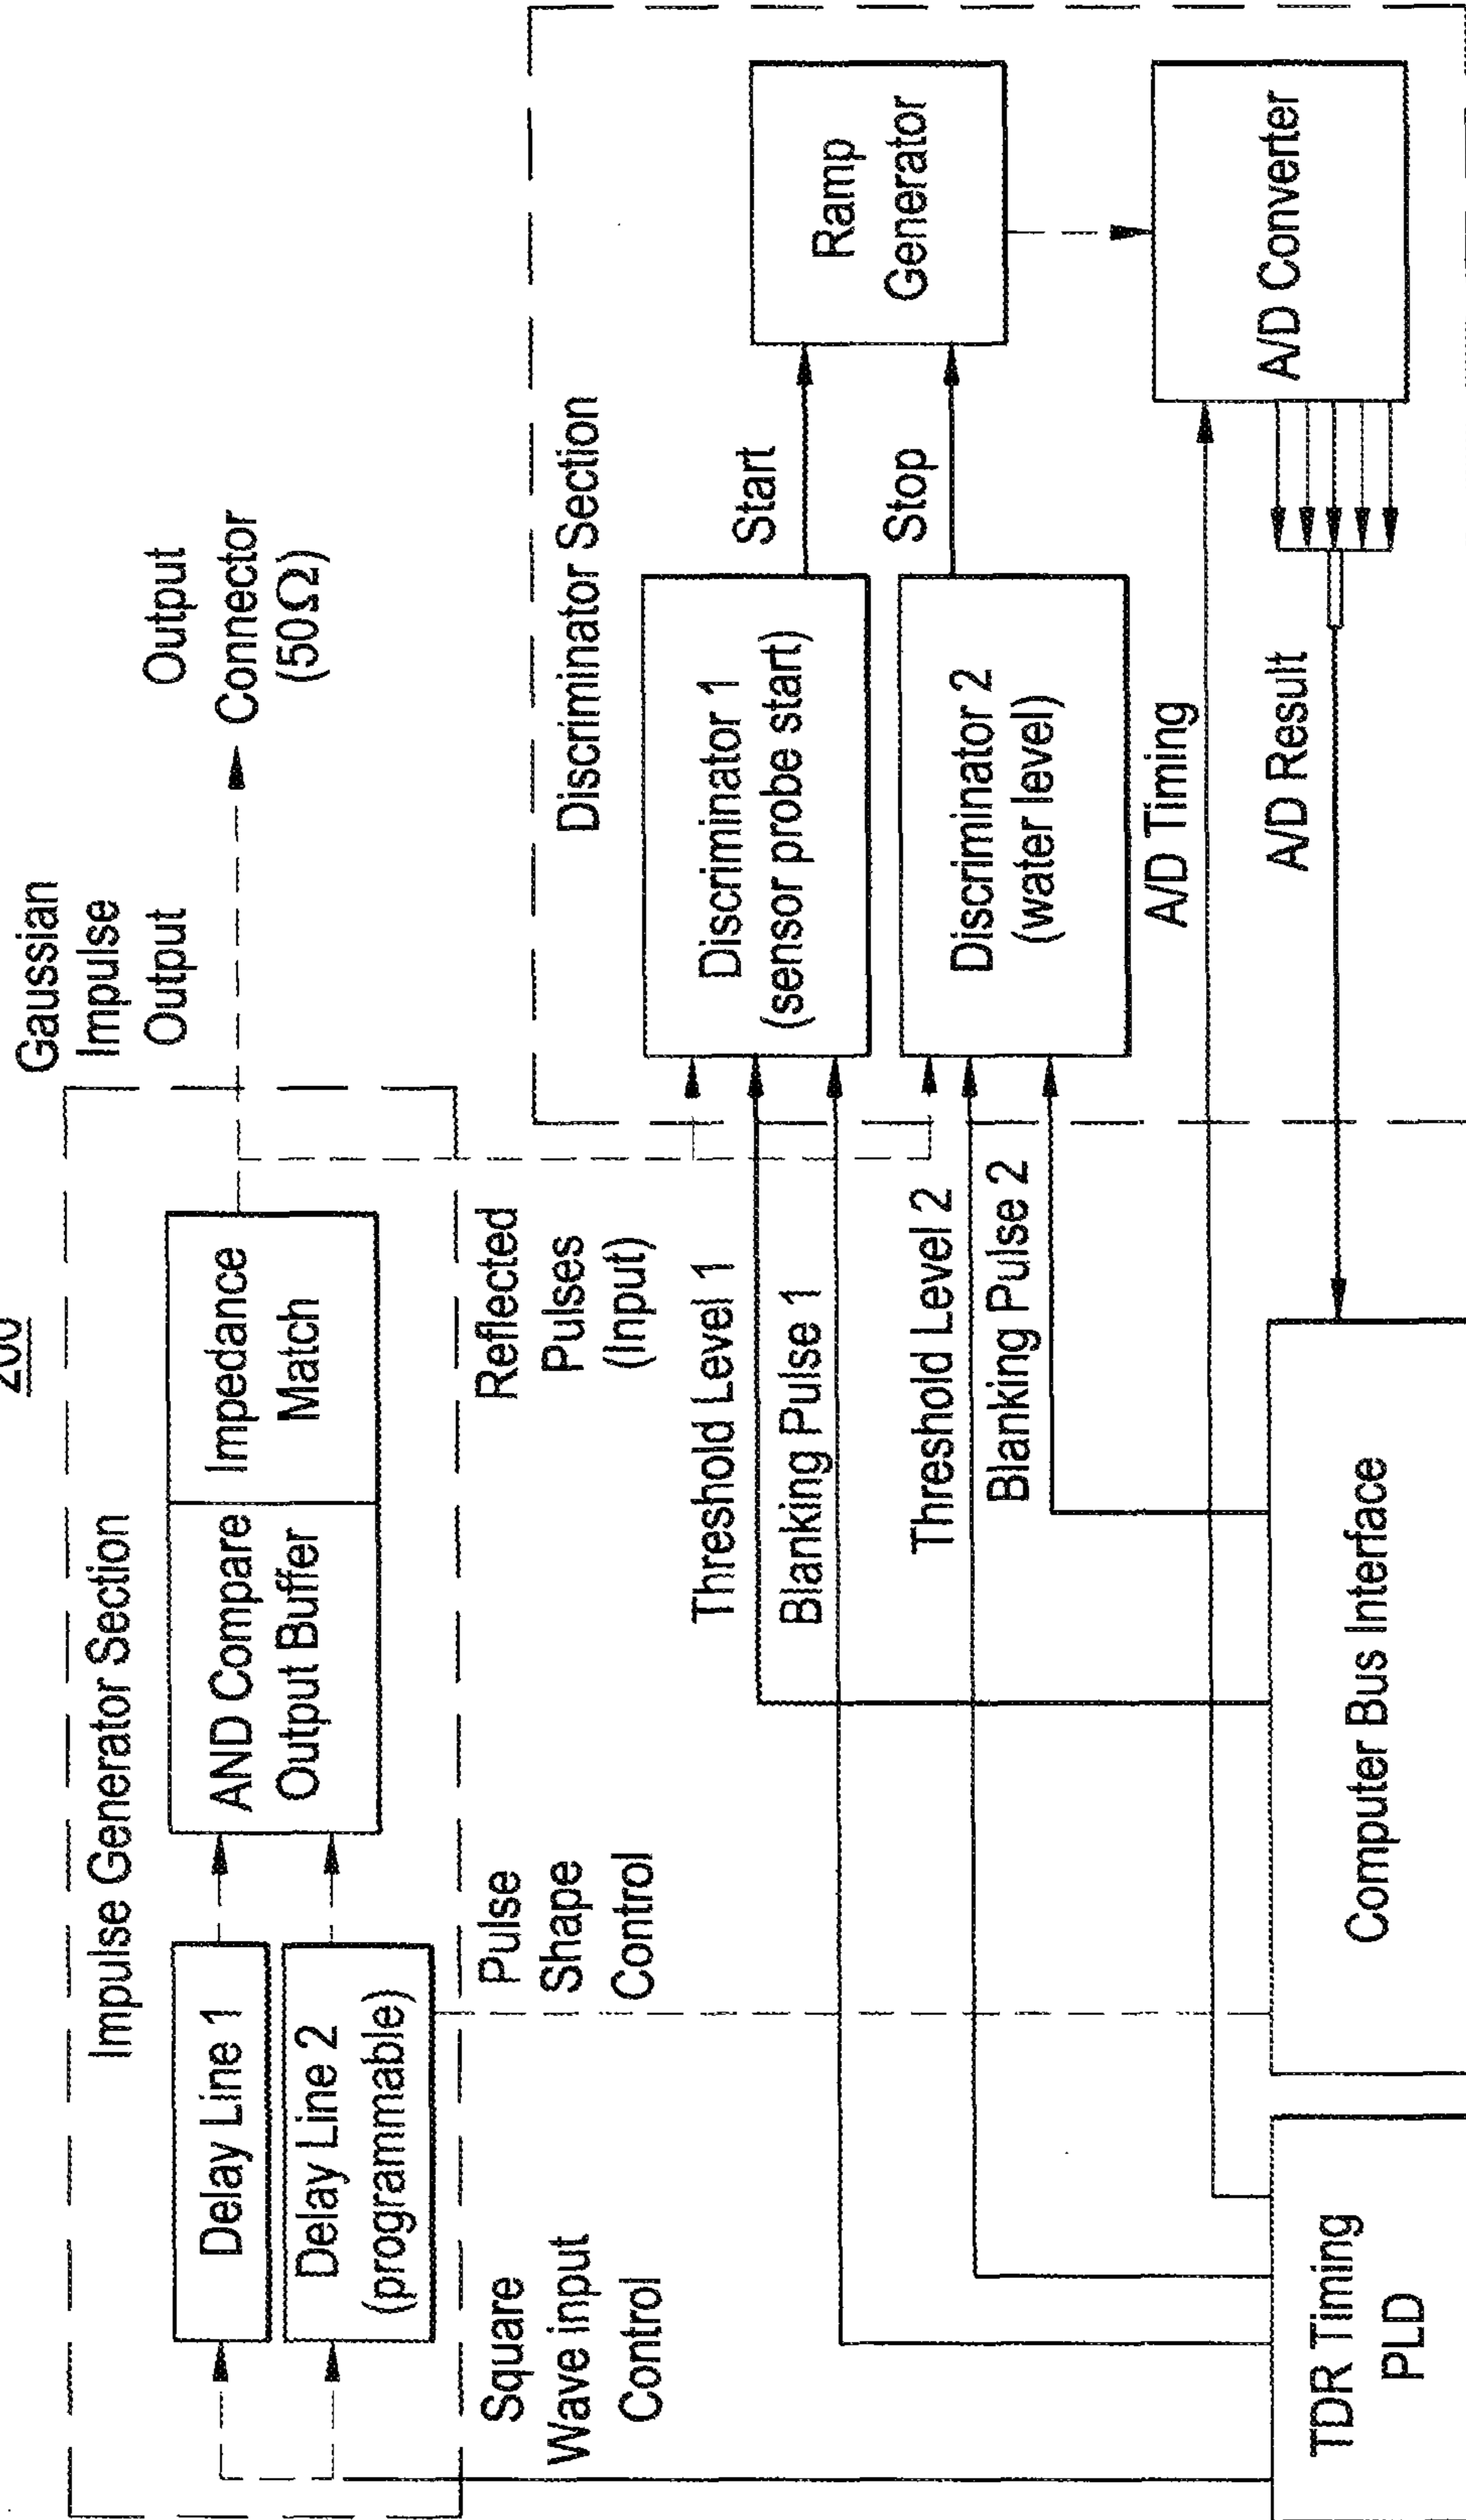 200
Impulse Generator Section
Delay Line 1
Delay Line 2
(programmable)
AND Compare
Output Buffer
Impedance
Match
Gaussian
Impulse
Output
Output
Connector
(50Ω)
Square
Wave input
Control
Pulse
Shape
Control
Reflected
Pulses
(Input)
Threshold Level 1
Blanking Pulse 1
Threshold Level 2
Blanking Pulse 2
Discriminator Section
Discriminator 1
(sensor probe start)
Discriminator 2
(water level)
Start
Stop
Ramp
Generator
A/D Timing
A/D Converter
A/D Result
TDR Timing
PLD
Computer Bus Interface